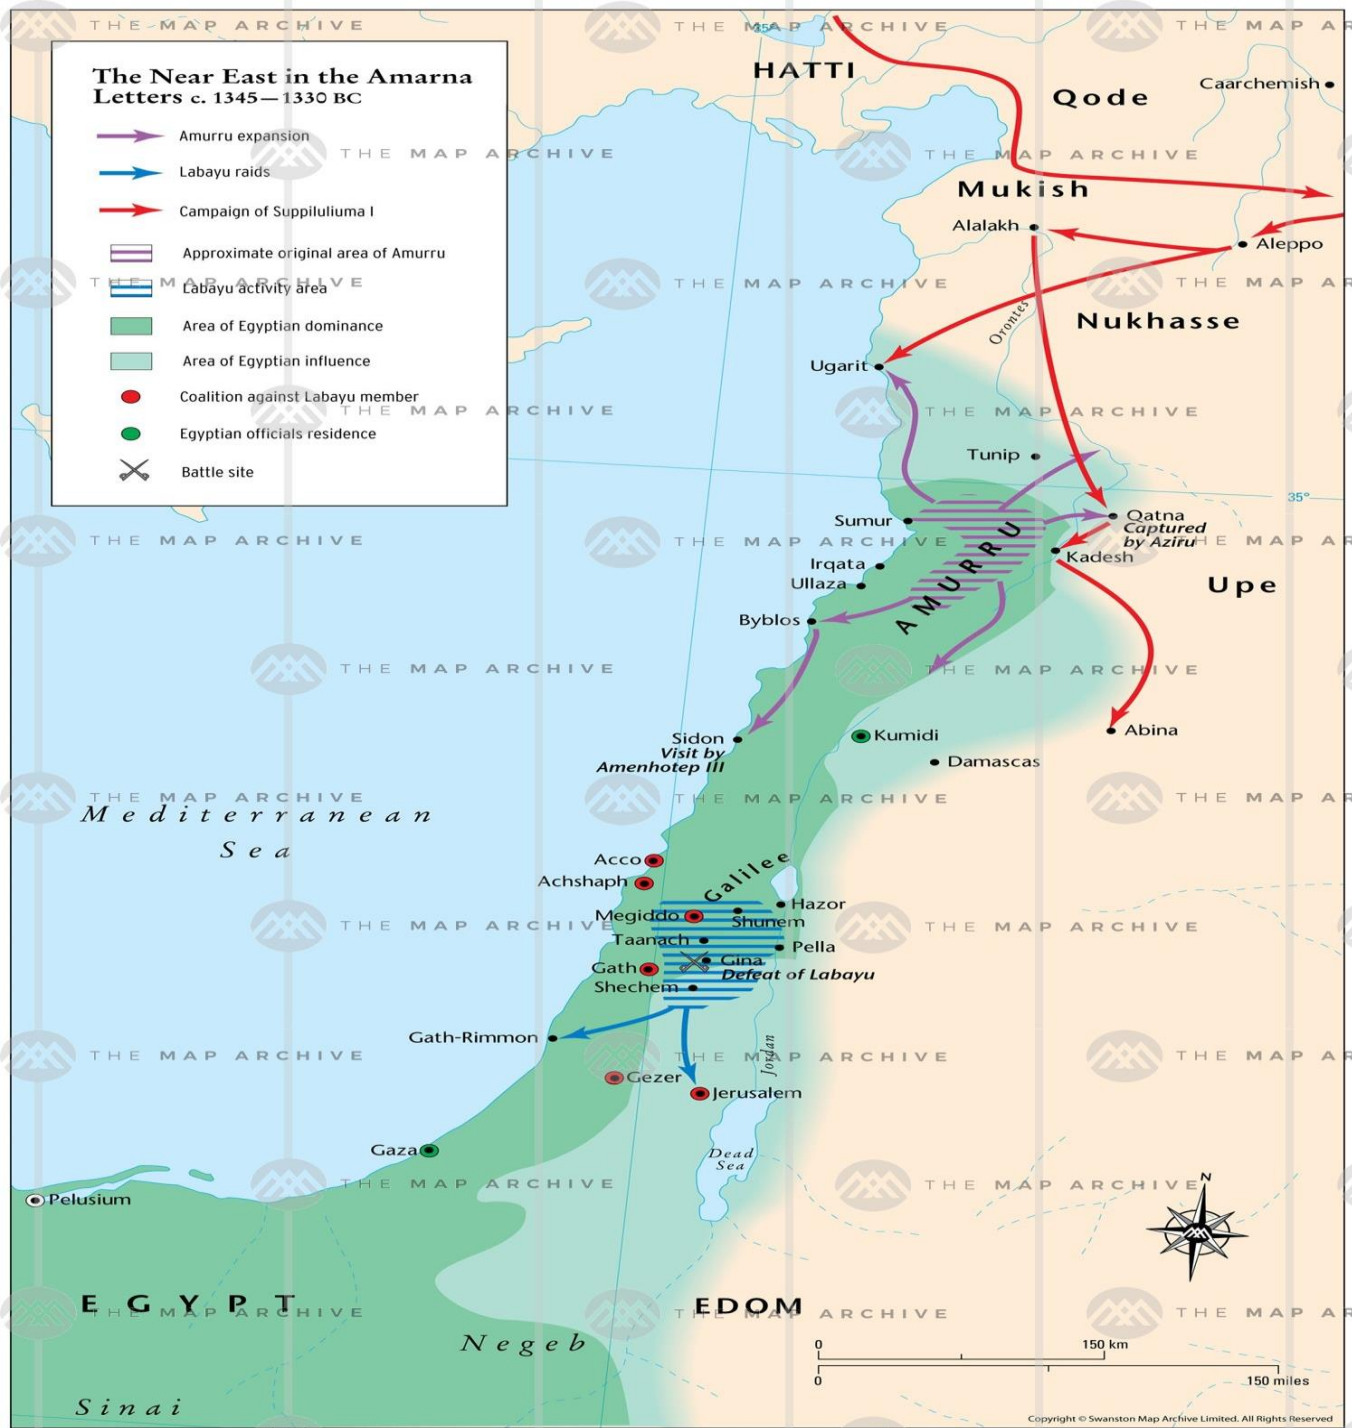 The Near East in the Amarna
Letters c. 1345—1330 BC
Amurru expansion
Labayu raids
Campaign of Suppiluliuma I
Approximate original area of Amurru
Labayu activity area
Area of Egyptian dominance
Area of Egyptian influence
Coalition against Labayu member
Egyptian officials residence
Battle site
35°
HATTI
Qode
Caarchemish
Mukish
Alalakh
Aleppo
Orontes
Nukhasse
Ugarit
Tunip
35°
Sumur
Qatna
Captured
by Aziru
AMURRU
Kadesh
Irqata
Ullaza
Upe
Byblos
Sidon
Visit by
Amenhotep III
Kumidi
Abina
Damascas
Mediterranean
Sea
Acco
Achshaph
Galilee
Hazor
Megiddo
Shunem
Taanach
Pella
Gina
Defeat of Labayu
Gath
Shechem
Gath-Rimmon
Jordan
Gezer
Jerusalem
Gaza
Dead
Sea
Pelusium
N
EGYPT
EDOM
Negeb
Sinai
0 150 km
0 150 miles
Copyright © Swanston Map Archive Limited. All Rights Reserved
THE MAP ARCHIVE